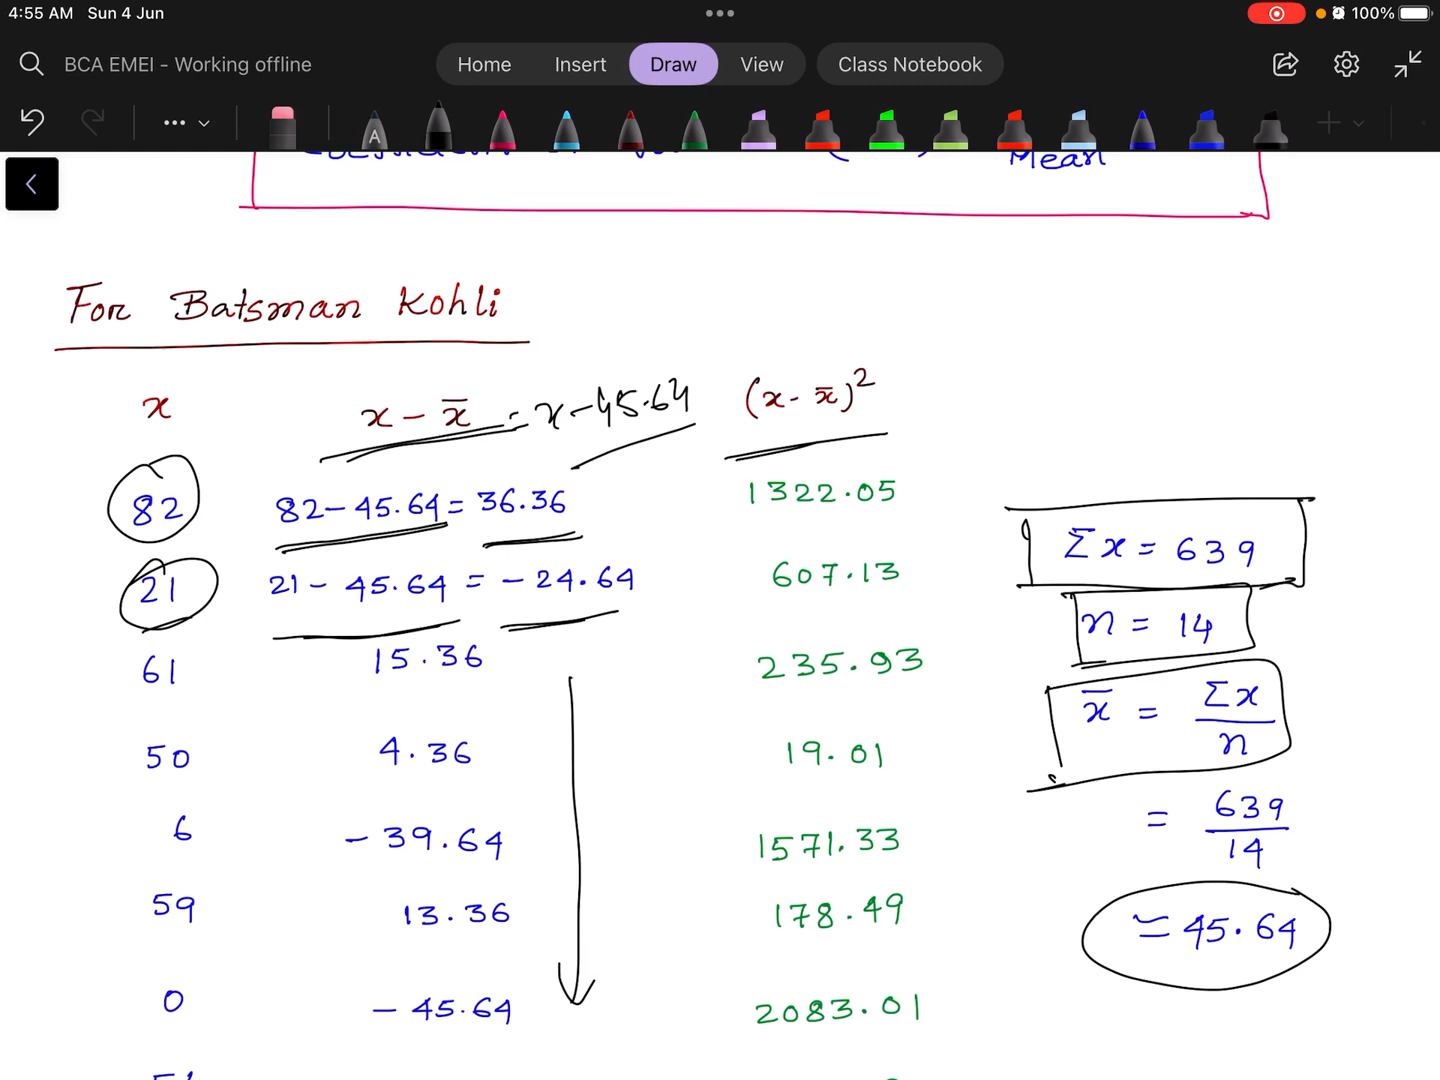 4:55 AM Sun 4 Jun
100%
BCA EMEI - Working offline
Home Insert Draw View Class Notebook
A
Mean
For Batsman Kohli
x x - x̄ = x - 45.64 (x - x̄)²
82 82 - 45.64 = 36.36 1322.05
21 21 - 45.64 = - 24.64 607.13
61 15.36 235.93
50 4.36 19.01
6 - 39.64 1571.33
59 13.36 178.49
0 - 45.64 2083.01
Σx = 639
n = 14
x̄ = Σx / n
= 639 / 14
≃ 45.64